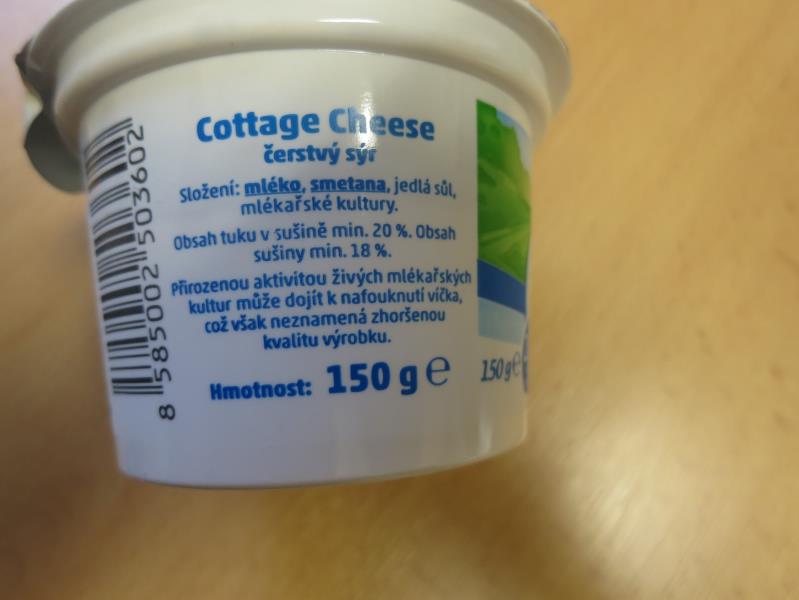 Cottage Cheese
čerstvý sýr
Složení: mléko, smetana, jedlá sůl,
mlékařské kultury.
Obsah tuku v sušině min. 20 %. Obsah
sušiny min. 18 %.
Přirozenou aktivitou živých mlékařských
kultur může dojít k nafouknutí víčka,
což však neznamená zhoršenou
kvalitu výrobku.
Hmotnost: 150 g e
150 g e
8 585002 503602